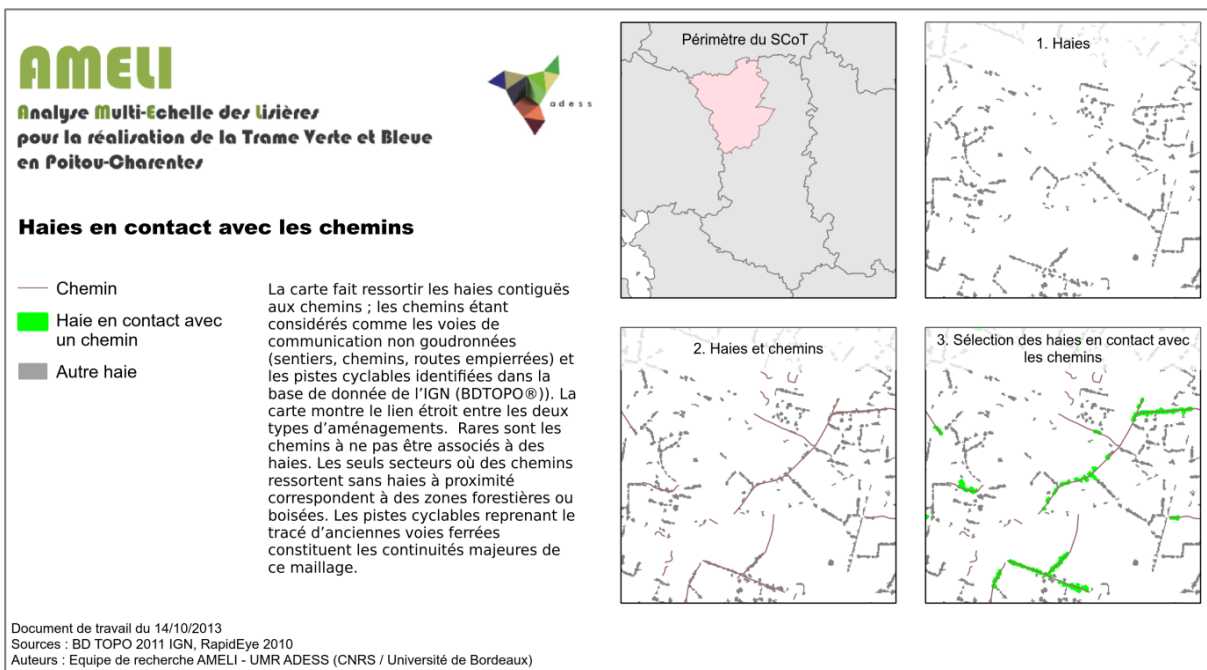 AMELI
Analyse Multi-Echelle des Lisières
pour la réalisation de la Trame Verte et Bleue
en Poitou-Charentes
adess
Haies en contact avec les chemins
Chemin
Haie en contact avec
un chemin
Autre haie
La carte fait ressortir les haies contiguës
aux chemins ; les chemins étant
considérés comme les voies de
communication non goudronnées
(sentiers, chemins, routes empierrées) et
les pistes cyclables identifiées dans la
base de donnée de l'IGN (BDTOPO®)). La
carte montre le lien étroit entre les deux
types d'aménagements.  Rares sont les
chemins à ne pas être associés à des
haies. Les seuls secteurs où des chemins
ressortent sans haies à proximité
correspondent à des zones forestières ou
boisées. Les pistes cyclables reprenant le
tracé d'anciennes voies ferrées
constituent les continuités majeures de
ce maillage.
Document de travail du 14/10/2013
Sources : BD TOPO 2011 IGN, RapidEye 2010
Auteurs : Equipe de recherche AMELI - UMR ADESS (CNRS / Université de Bordeaux)
Périmètre du SCoT
1. Haies
2. Haies et chemins
3. Sélection des haies en contact avec
les chemins